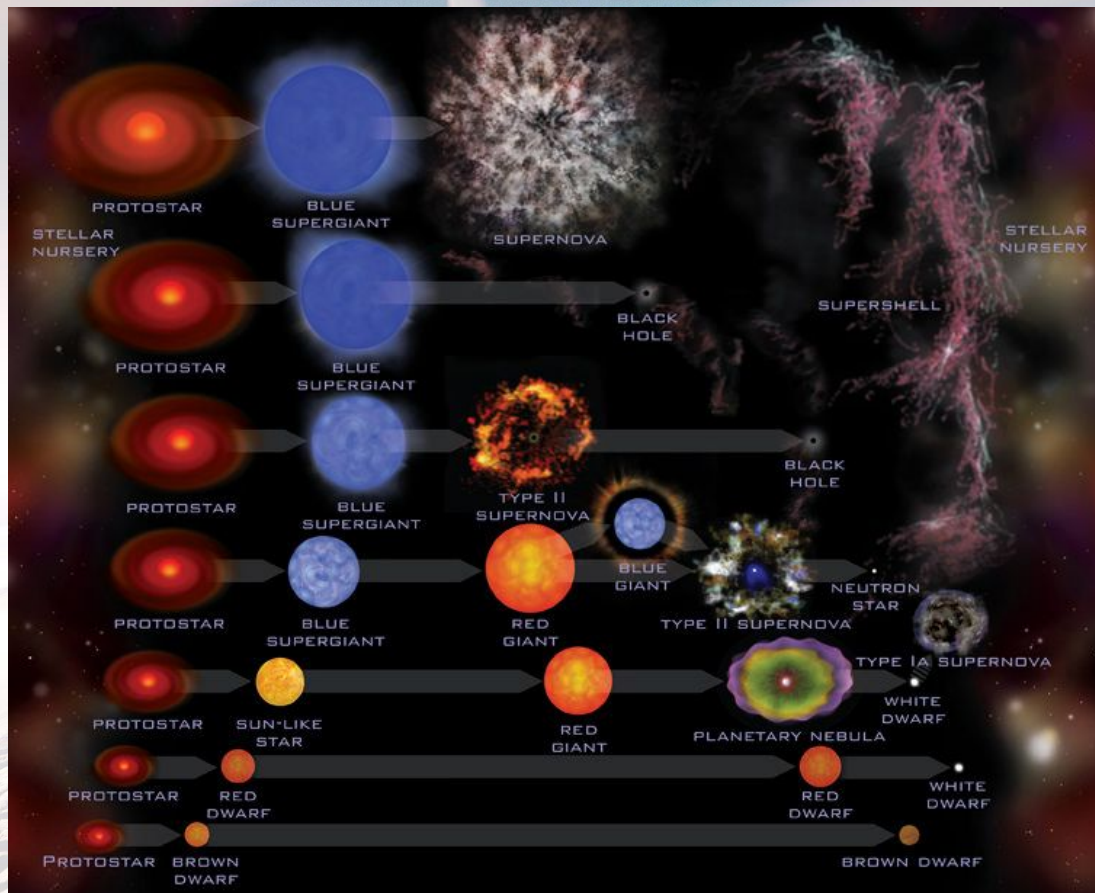 PROTOSTAR
BLUE
SUPERGIANT
SUPERNOVA
STELLAR
NURSERY
STELLAR
NURSERY
PROTOSTAR
BLUE
SUPERGIANT
BLACK
HOLE
SUPERSHELL
PROTOSTAR
BLUE
SUPERGIANT
TYPE II
SUPERNOVA
BLACK
HOLE
PROTOSTAR
BLUE
SUPERGIANT
RED
GIANT
BLUE
GIANT
TYPE II SUPERNOVA
NEUTRON
STAR
PROTOSTAR
SUN-LIKE
STAR
RED
GIANT
PLANETARY NEBULA
TYPE IA SUPERNOVA
WHITE
DWARF
PROTOSTAR
RED
DWARF
RED
DWARF
WHITE
DWARF
PROTOSTAR
BROWN
DWARF
BROWN DWARF